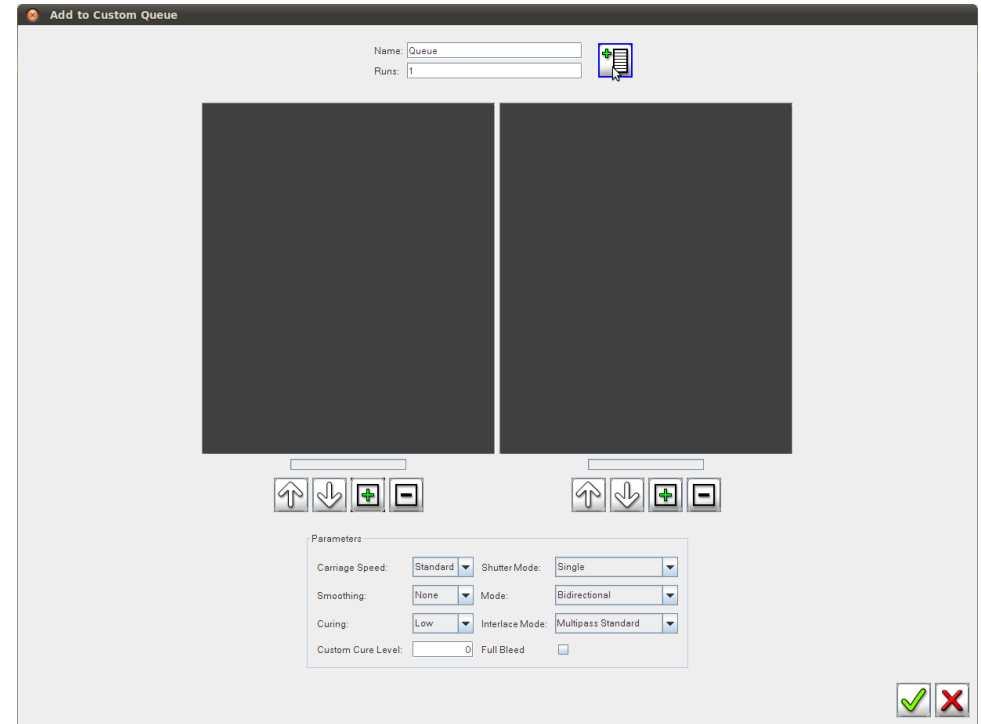 Add to Custom Queue
Name: Queue
Runs: 1
Parameters
Carriage Speed: Standard Shutter Mode: Single
Smoothing: None Mode: Bidirectional
Curing: Low Interlace Mode: Multipass Standard
Custom Cure Level: 0 Full Bleed